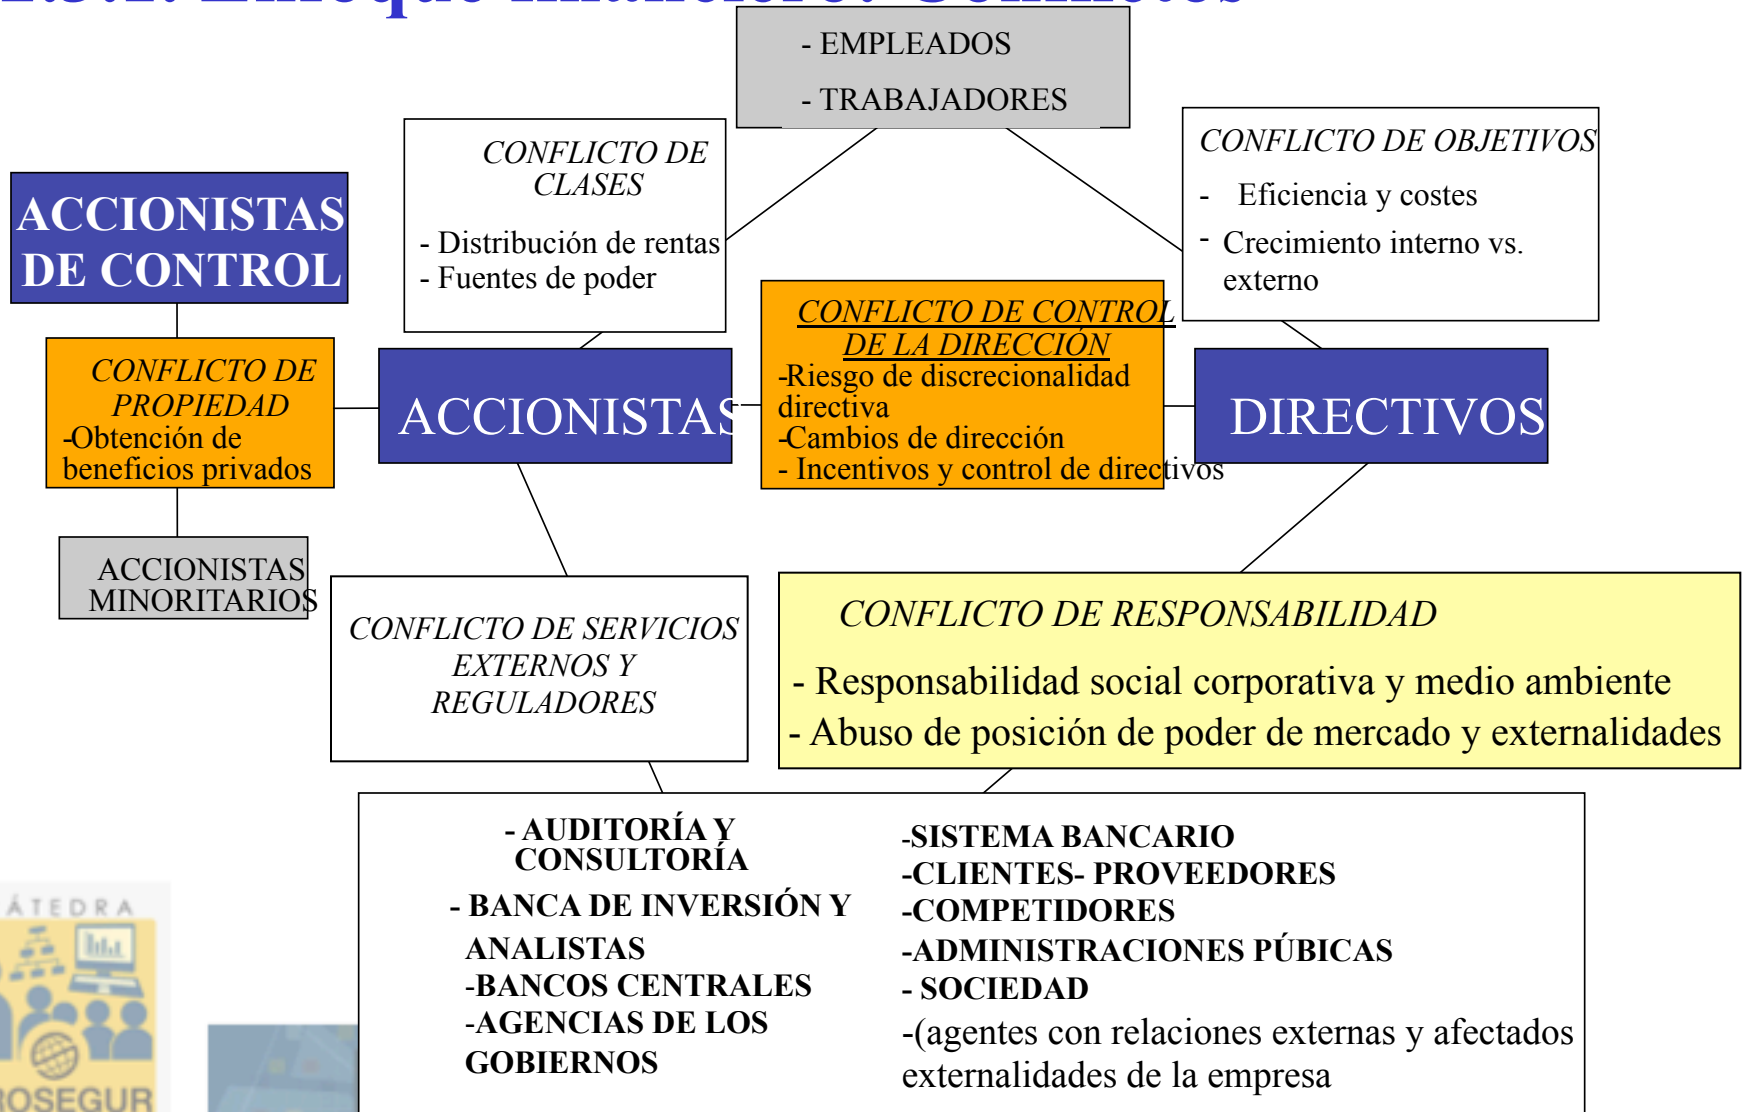 Enfoque financiero: Conflictos
- EMPLEADOS
- TRABAJADORES
CONFLICTO DE
CLASES
- Distribución de rentas
- Fuentes de poder
CONFLICTO DE OBJETIVOS
- Eficiencia y costes
- Crecimiento interno vs.
externo
ACCIONISTAS
DE CONTROL
CONFLICTO DE
PROPIEDAD
-Obtención de
beneficios privados
ACCIONISTAS
MINORITARIOS
ACCIONISTAS
CONFLICTO DE CONTROL
DE LA DIRECCIÓN
-Riesgo de discrecionalidad
directiva
-Cambios de dirección
- Incentivos y control de directivos
DIRECTIVOS
CONFLICTO DE SERVICIOS
EXTERNOS Y
REGULADORES
CONFLICTO DE RESPONSABILIDAD
- Responsabilidad social corporativa y medio ambiente
- Abuso de posición de poder de mercado y externalidades
- AUDITORÍA Y
CONSULTORÍA
- BANCA DE INVERSIÓN Y
ANALISTAS
-BANCOS CENTRALES
-AGENCIAS DE LOS
GOBIERNOS
-SISTEMA BANCARIO
-CLIENTES- PROVEEDORES
-COMPETIDORES
-ADMINISTRACIONES PÚBICAS
- SOCIEDAD
-(agentes con relaciones externas y afectados
externalidades de la empresa
ÁTEDRA
ROSEGUR